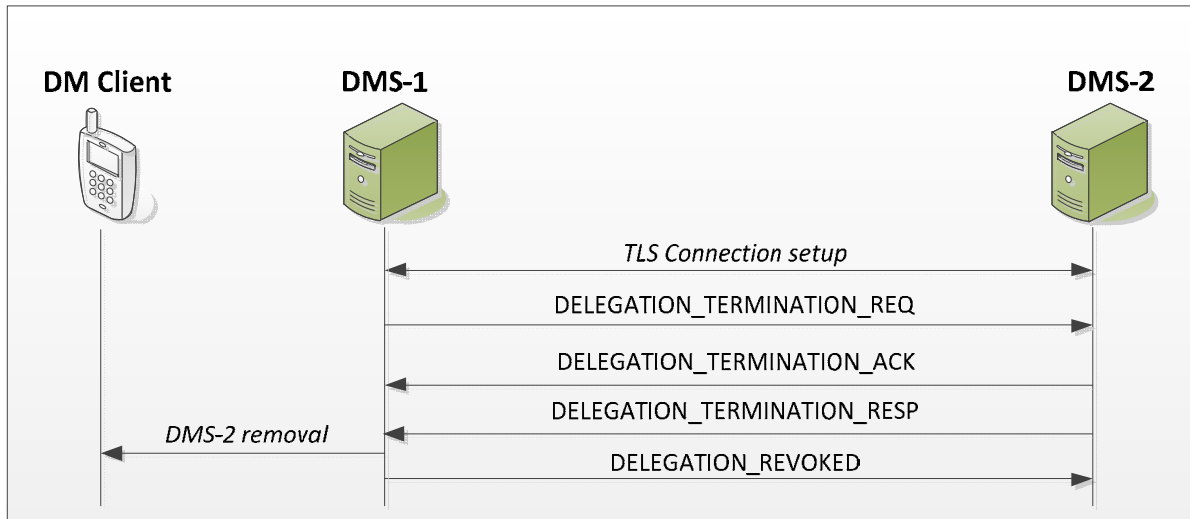 DM Client
DMS-1
DMS-2
TLS Connection setup
DELEGATION_TERMINATION_REQ
DELEGATION_TERMINATION_ACK
DELEGATION_TERMINATION_RESP
DMS-2 removal
DELEGATION_REVOKED